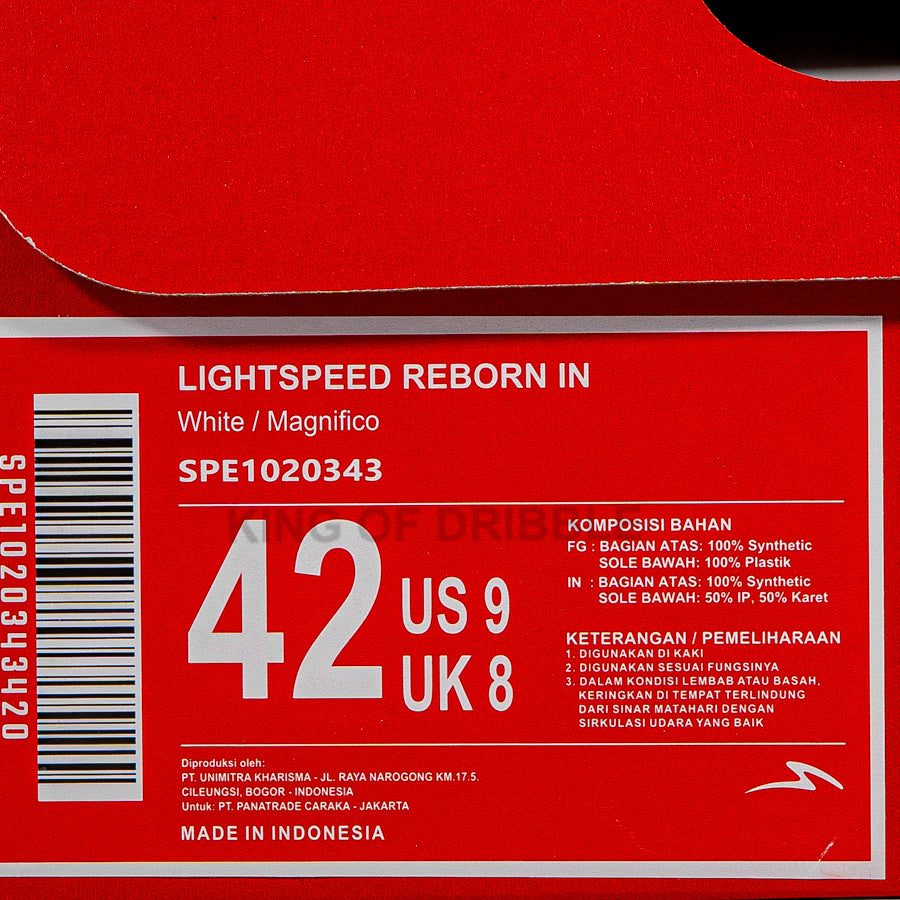 LIGHTSPEED REBORN IN
White / Magnifico
SPE1020343
SPE1020343420
KING OF DRIBBLE
42
US 9
UK 8
KOMPOSISI BAHAN
FG : BAGIAN ATAS: 100% Synthetic
SOLE BAWAH: 100% Plastik
IN : BAGIAN ATAS: 100% Synthetic
SOLE BAWAH: 50% IP, 50% Karet
KETERANGAN / PEMELIHARAAN
1. DIGUNAKAN DI KAKI
2. DIGUNAKAN SESUAI FUNGSINYA
3. DALAM KONDISI LEMBAB ATAU BASAH,
KERINGKAN DI TEMPAT TERLINDUNG
DARI SINAR MATAHARI DENGAN
SIRKULASI UDARA YANG BAIK
Diproduksi oleh:
PT. UNIMITRA KHARISMA - JL. RAYA NAROGONG KM.17.5.
CILEUNGSI, BOGOR - INDONESIA
Untuk: PT. PANATRADE CARAKA - JAKARTA
MADE IN INDONESIA